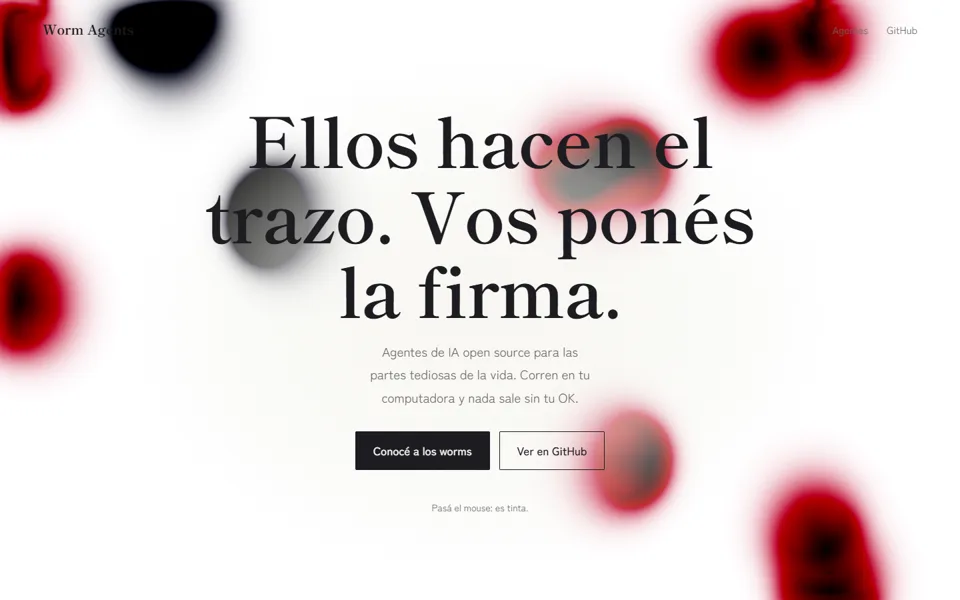 Worm Agents
Agentes
GitHub
Ellos hacen el
trazo. Vos ponés
la firma.
Agentes de IA open source para las
partes tediosas de la vida. Corren en tu
computadora y nada sale sin tu OK.
Conocé a los worms
Ver en GitHub
Pasá el mouse: es tinta.